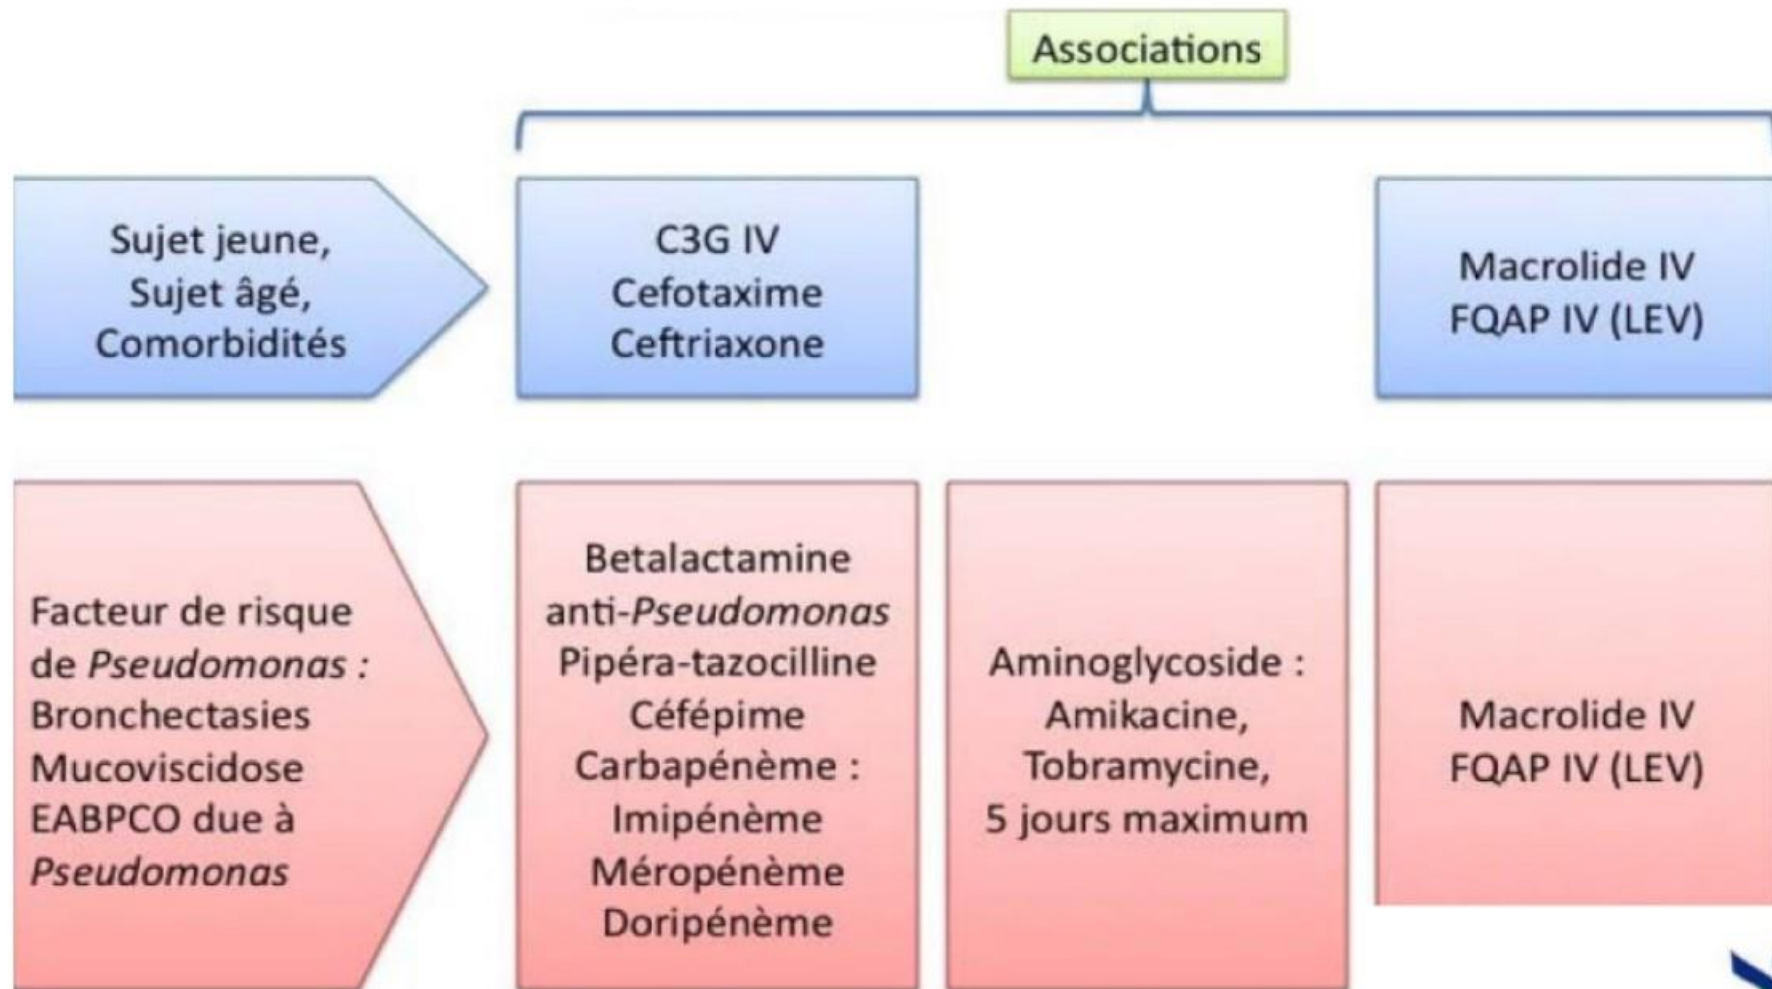 Associations
Sujet jeune,
Sujet âgé,
Comorbidités
C3G IV
Cefotaxime
Ceftriaxone
Macrolide IV
FQAP IV (LEV)
Facteur de risque
de Pseudomonas :
Bronchectasies
Mucoviscidose
EABPCO due à
Pseudomonas
Betalactamine
anti-Pseudomonas
Pipéra-tazocilline
Céfépime
Carbapénème :
Imipénème
Méropénème
Doripénème
Aminoglycoside :
Amikacine,
Tobramycine,
5 jours maximum
Macrolide IV
FQAP IV (LEV)